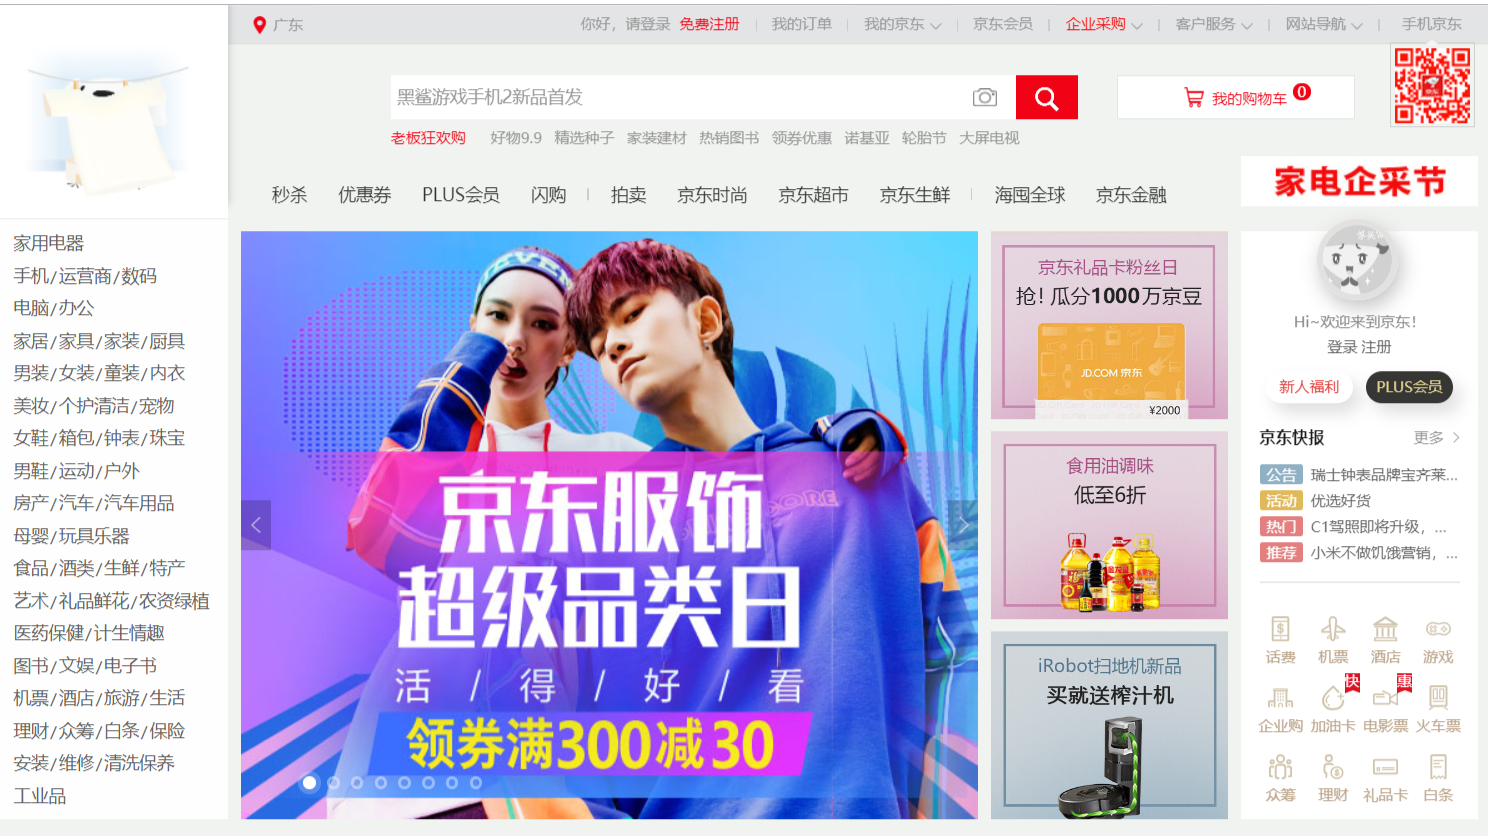 广东
你好，请登录 免费注册 我的订单 我的京东 京东会员 企业采购 客户服务 网站导航 手机京东
黑鲨游戏手机2新品首发
我的购物车 0
老板狂欢购 好物9.9 精选种子 家装建材 热销图书 领券优惠 诺基亚 轮胎节 大屏电视
家电企采节
秒杀 优惠券 PLUS会员 闪购 拍卖 京东时尚 京东超市 京东生鲜 海囤全球 京东金融
家用电器
手机/运营商/数码
电脑/办公
家居/家具/家装/厨具
男装/女装/童装/内衣
美妆/个护清洁/宠物
女鞋/箱包/钟表/珠宝
男鞋/运动/户外
房产/汽车/汽车用品
母婴/玩具乐器
食品/酒类/生鲜/特产
艺术/礼品鲜花/农资绿植
医药保健/计生情趣
图书/文娱/电子书
机票/酒店/旅游/生活
理财/众筹/白条/保险
安装/维修/清洗保养
工业品
京东服饰
超级品类日
活 / 得 / 好 / 看
领券满300减30
京东礼品卡粉丝日
抢！瓜分1000万京豆
JD.COM 京东
¥2000
食用油调味
低至6折
iRobot扫地机新品
买就送榨汁机
Hi~欢迎来到京东！
登录 注册
新人福利 PLUS会员
京东快报 更多
公告 瑞士钟表品牌宝齐莱...
活动 优选好货
热门 C1驾照即将升级，...
推荐 小米不做饥饿营销，...
话费 机票 酒店 游戏
快 惠
企业购 加油卡 电影票 火车票
众筹 理财 礼品卡 白条